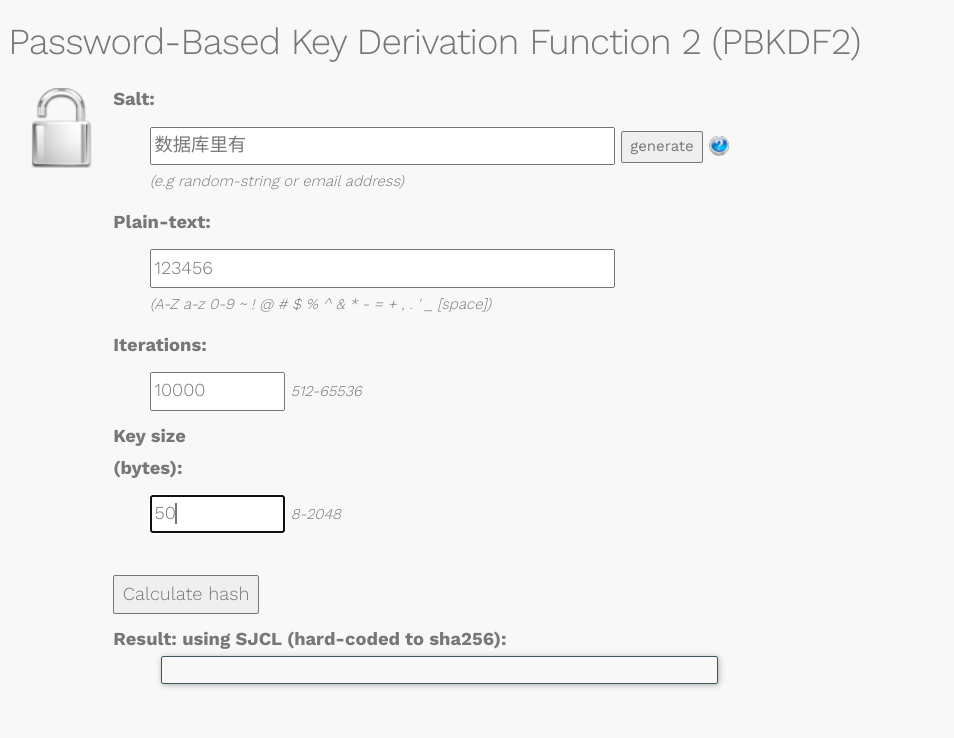 Password-Based Key Derivation Function 2 (PBKDF2)
Salt:
数据库里有
generate
?
(e.g random-string or email address)
Plain-text:
123456
(A-Z a-z 0-9 ~ ! @ # $ % ^ & * - = + , . ' _ [space])
Iterations:
10000
512-65536
Key size
(bytes):
50
8-2048
Calculate hash
Result: using SJCL (hard-coded to sha256):